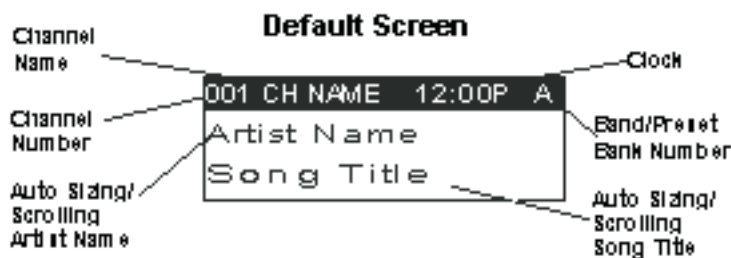 Default Screen
Channel
Name
Clock
001 CH NAME 12:00P A
Channel
Number
Artist Name
Song Title
Band/Preset
Bank Number
Auto Sizing/
Scrolling
Artist Name
Auto Sizing/
Scrolling
Song Title